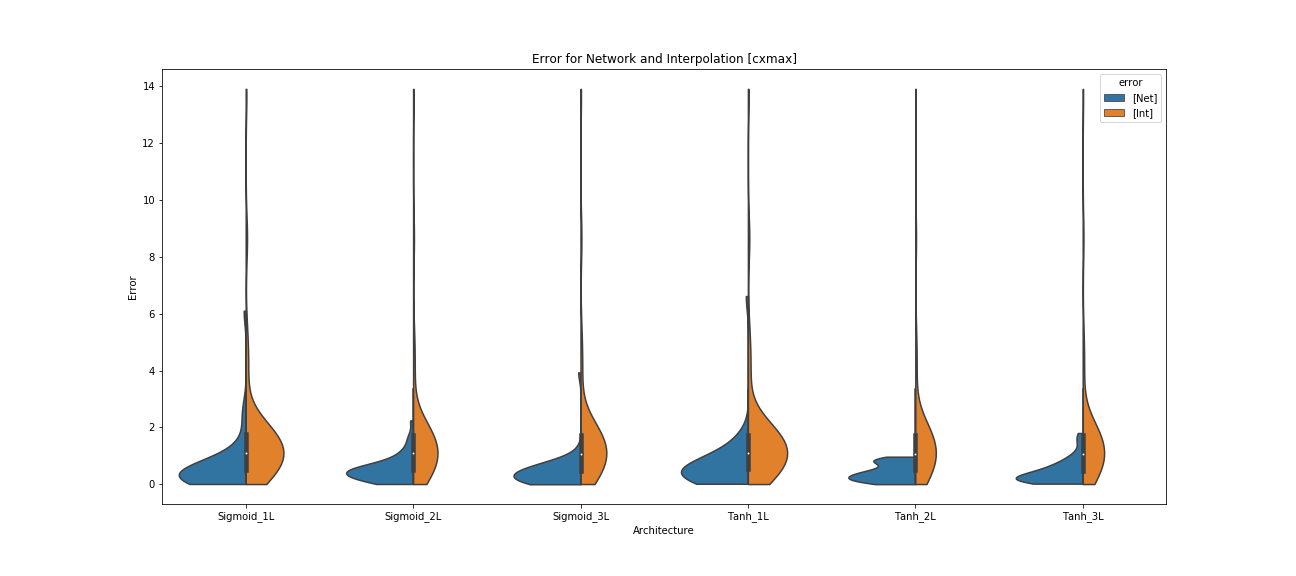 Error for Network and Interpolation [cxmax]
error
[Net]
[Int]
14
12
10
8
6
4
2
0
Error
Sigmoid_1L Sigmoid_2L Sigmoid_3L Tanh_1L Tanh_2L Tanh_3L
Architecture